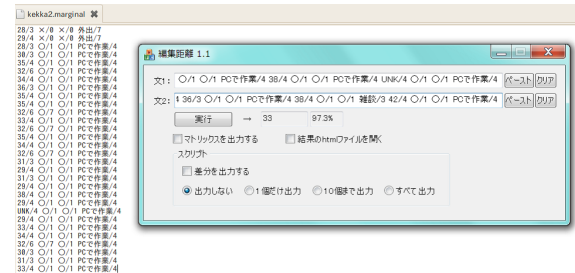 kekka2.marginal
28/3 ×/0 ×/0 外出/7
29/4 ×/0 ×/0 外出/7
28/3 〇/1 〇/1 PCで作業/4
30/3 〇/1 〇/1 PCで作業/4
35/4 〇/1 〇/1 PCで作業/4
32/6 〇/7 〇/1 PCで作業/4
34/4 〇/1 〇/1 PCで作業/4
36/3 〇/1 〇/1 PCで作業/4
29/4 〇/1 〇/1 PCで作業/4
35/4 〇/1 〇/1 PCで作業/4
32/6 〇/7 〇/1 PCで作業/4
33/4 〇/1 〇/1 PCで作業/4
32/6 〇/7 〇/1 PCで作業/4
35/4 〇/1 〇/1 PCで作業/4
34/4 〇/1 〇/1 PCで作業/4
32/6 〇/7 〇/1 PCで作業/4
31/3 〇/1 〇/1 PCで作業/4
29/4 〇/1 〇/1 PCで作業/4
31/3 〇/1 〇/1 PCで作業/4
29/4 〇/1 〇/1 PCで作業/4
38/4 〇/1 〇/1 PCで作業/4
29/4 〇/1 〇/1 PCで作業/4
UNK/4 〇/1 〇/1 PCで作業/4
29/4 〇/1 〇/1 PCで作業/4
33/4 〇/1 〇/1 PCで作業/4
34/4 〇/1 〇/1 PCで作業/4
32/6 〇/7 〇/1 PCで作業/4
30/3 〇/1 〇/1 PCで作業/4
31/3 〇/1 〇/1 PCで作業/4
33/4 〇/1 〇/1 PCで作業/4
編集距離 1.1
文1: 〇/1 〇/1 PCで作業/4 38/4 〇/1 〇/1 PCで作業/4 UNK/4 〇/1 〇/1 PCで作業/4 ペースト クリア
文2: 36/3 〇/1 〇/1 PCで作業/4 38/4 〇/1 〇/1 雑談/3 42/4 〇/1 〇/1 PCで作業/4 ペースト クリア
実行 → 33 97.3%
マトリックスを出力する 結果のhtmlファイルを開く
スクリプト
差分を出力する
出力しない 1個だけ出力 10個まで出力 すべて出力